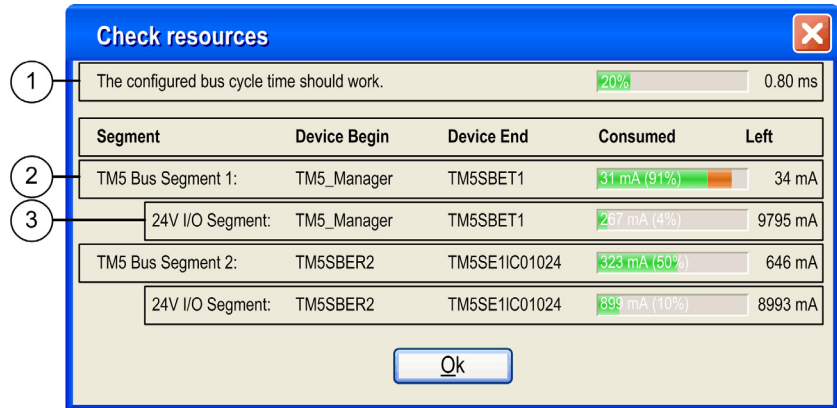 Check resources
1 The configured bus cycle time should work. 20% 0.80 ms
Segment Device Begin Device End Consumed Left
2 TM5 Bus Segment 1: TM5_Manager TM5SBET1 31 mA (91%) 34 mA
3 24V I/O Segment: TM5_Manager TM5SBET1 267 mA (4%) 9795 mA
TM5 Bus Segment 2: TM5SBER2 TM5SE1IC01024 323 mA (50%) 646 mA
24V I/O Segment: TM5SBER2 TM5SE1IC01024 899 mA (10%) 8993 mA
Ok